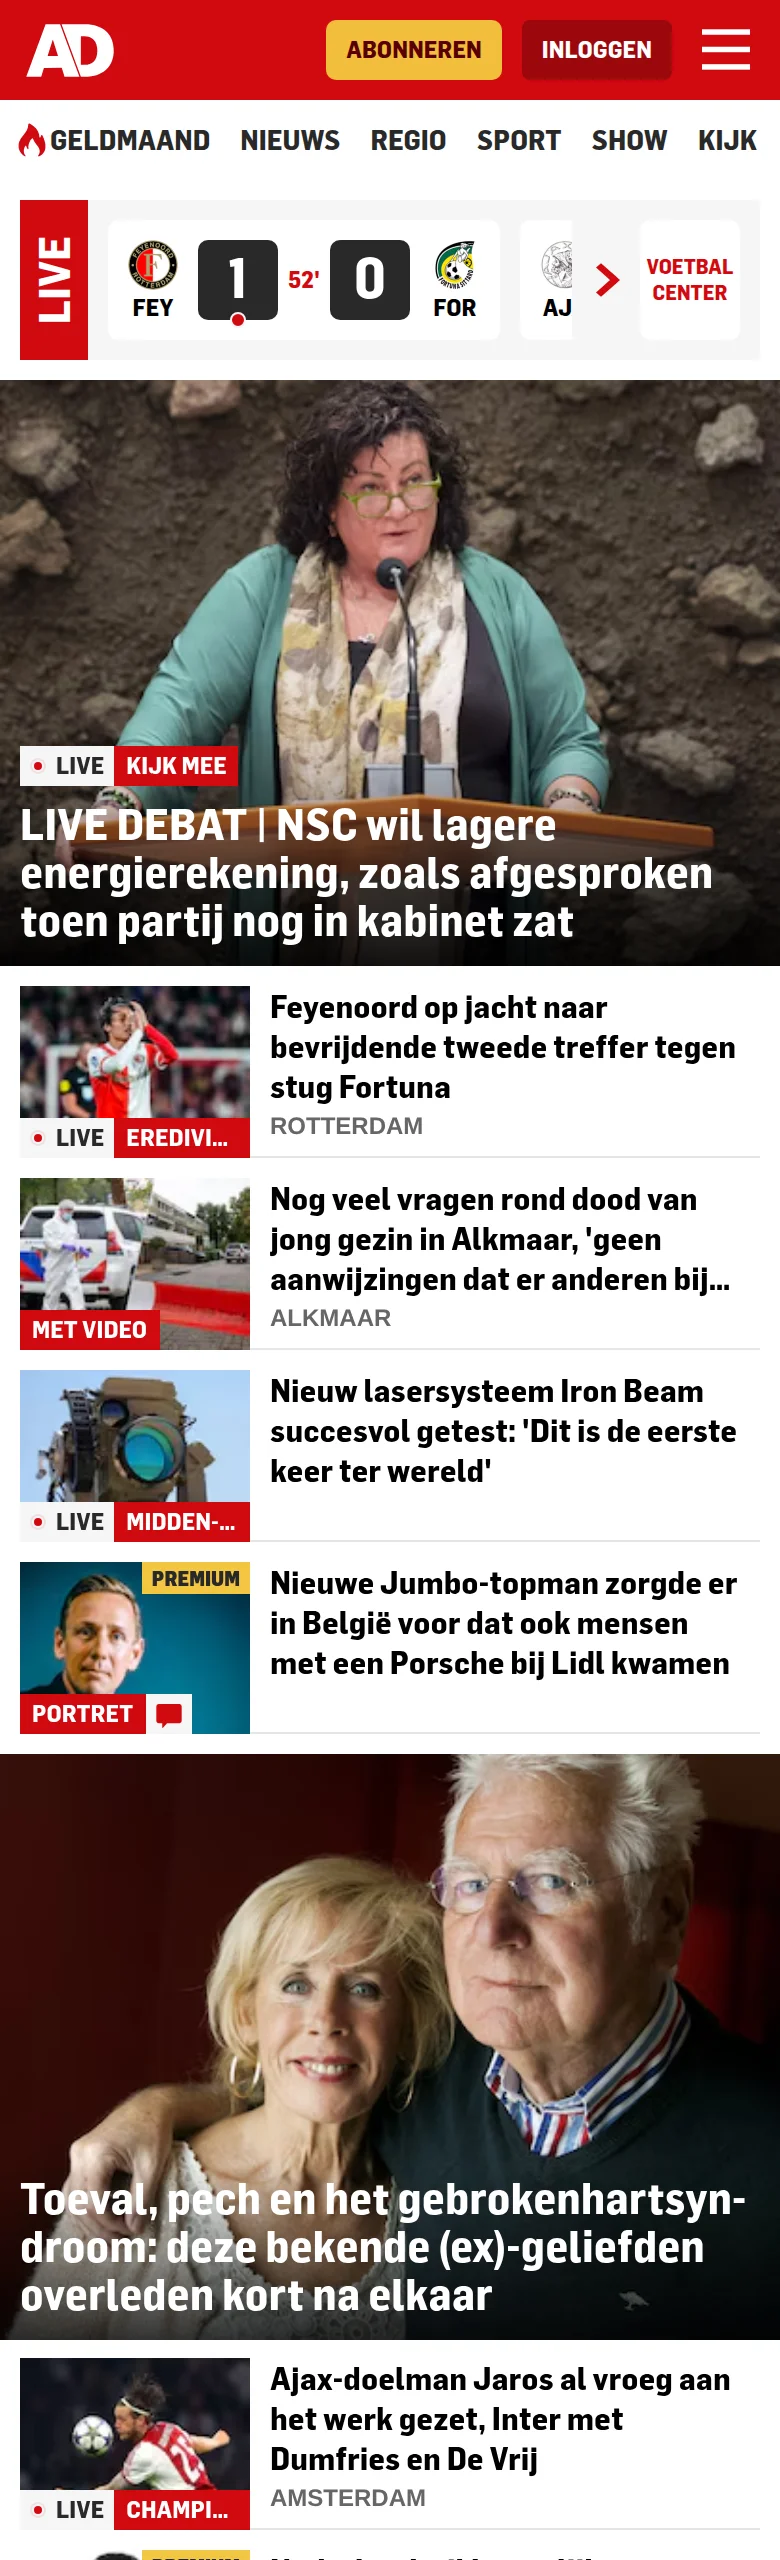 AD
ABONNEREN
INLOGGEN
GELDMAAND NIEUWS REGIO SPORT SHOW KIJK
LIVE
FEY
1
52'
0
FOR
AJ
VOETBAL
CENTER
LIVE KIJK MEE
LIVE DEBAT | NSC wil lagere
energierekening, zoals afgesproken
toen partij nog in kabinet zat
LIVE EREDIVI...
Feyenoord op jacht naar
bevrijdende tweede treffer tegen
stug Fortuna
ROTTERDAM
MET VIDEO
Nog veel vragen rond dood van
jong gezin in Alkmaar, 'geen
aanwijzingen dat er anderen bij...
ALKMAAR
LIVE MIDDEN-...
Nieuw lasersysteem Iron Beam
succesvol getest: 'Dit is de eerste
keer ter wereld'
PREMIUM
PORTRET
Nieuwe Jumbo-topman zorgde er
in België voor dat ook mensen
met een Porsche bij Lidl kwamen
Toeval, pech en het gebrokenhartsyn-
droom: deze bekende (ex)-geliefden
overleden kort na elkaar
LIVE CHAMPI...
Ajax-doelman Jaros al vroeg aan
het werk gezet, Inter met
Dumfries en De Vrij
AMSTERDAM